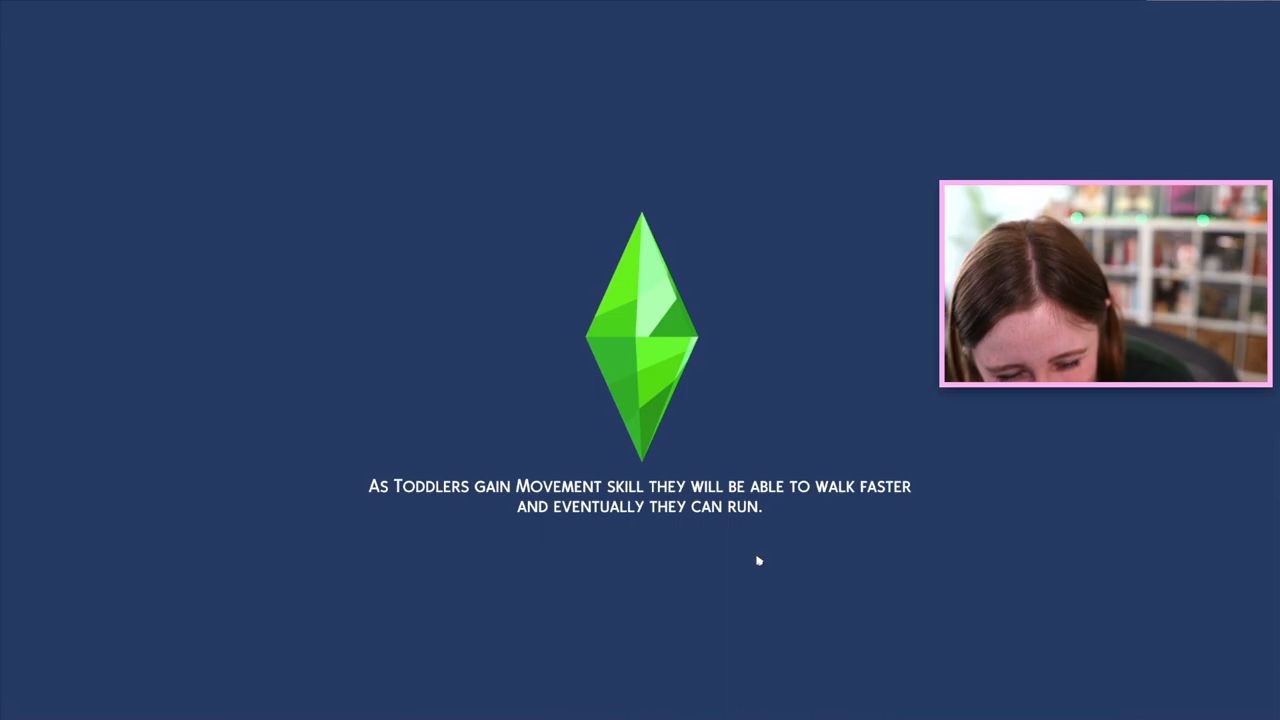 As Toddlers gain Movement skill they will be able to walk faster
and eventually they can run.